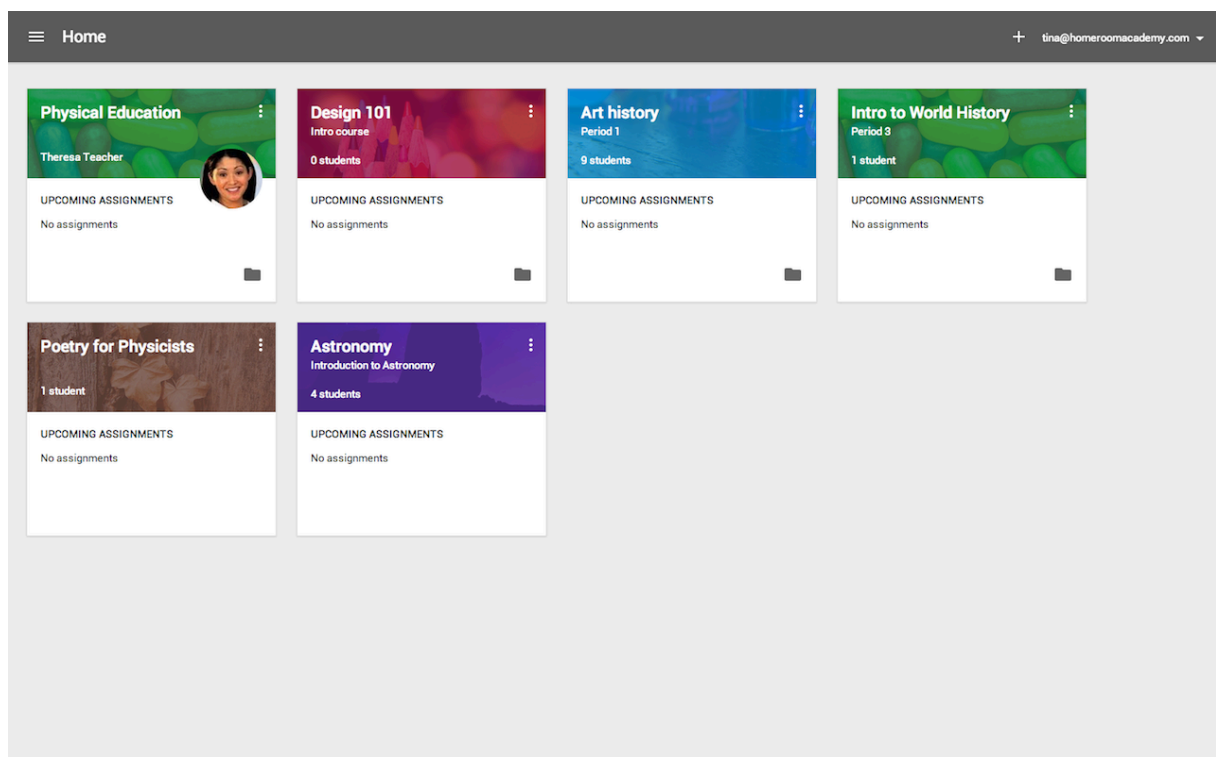 Home
tina@homeroomacademy.com
Physical Education
Theresa Teacher
UPCOMING ASSIGNMENTS
No assignments
Design 101
Intro course
0 students
UPCOMING ASSIGNMENTS
No assignments
Art history
Period 1
9 students
UPCOMING ASSIGNMENTS
No assignments
Intro to World History
Period 3
1 student
UPCOMING ASSIGNMENTS
No assignments
Poetry for Physicists
1 student
UPCOMING ASSIGNMENTS
No assignments
Astronomy
Introduction to Astronomy
4 students
UPCOMING ASSIGNMENTS
No assignments